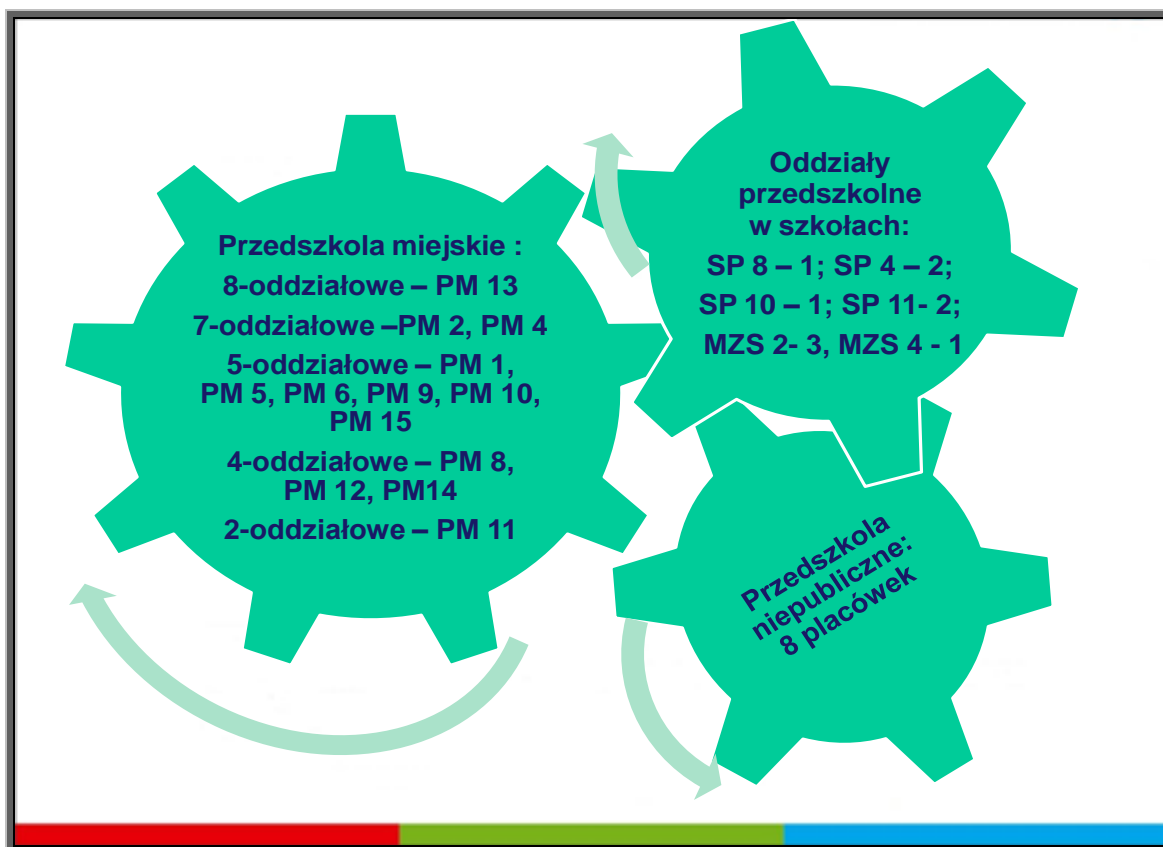 Przedszkola miejskie :
8-oddziałowe – PM 13
7-oddziałowe –PM 2, PM 4
5-oddziałowe – PM 1,
PM 5, PM 6, PM 9, PM 10,
PM 15
4-oddziałowe – PM 8,
PM 12, PM14
2-oddziałowe – PM 11
Oddziały
przedszkolne
w szkołach:
SP 8 – 1; SP 4 – 2;
SP 10 – 1; SP 11- 2;
MZS 2- 3, MZS 4 - 1
Przedszkola
niepubliczne:
8 placówek